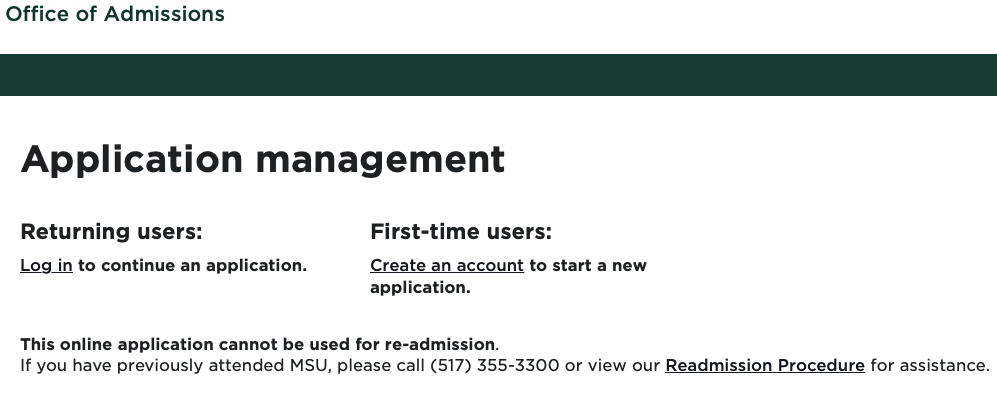 Office of Admissions
Application management
Returning users:
Log in to continue an application.
First-time users:
Create an account to start a new
application.
This online application cannot be used for re-admission.
If you have previously attended MSU, please call (517) 355-3300 or view our Readmission Procedure for assistance.